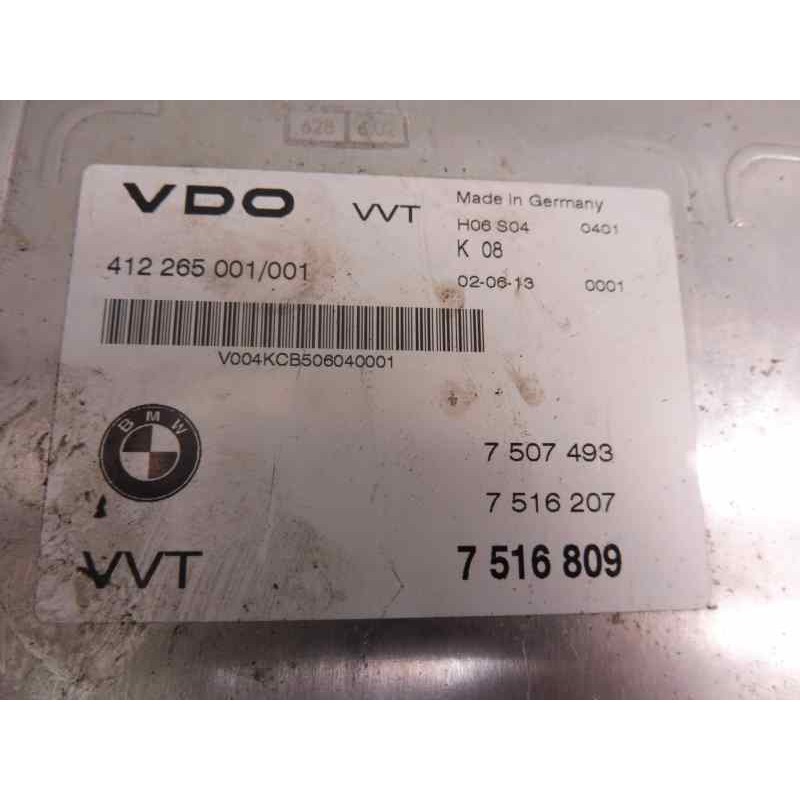 628
VDO VVT Made in Germany
H06 S04 0401
K 08
412 265 001/001
02-06-13 0001
V004KCB506040001
BMW
7 507 493
7 516 207
VVT 7 516 809